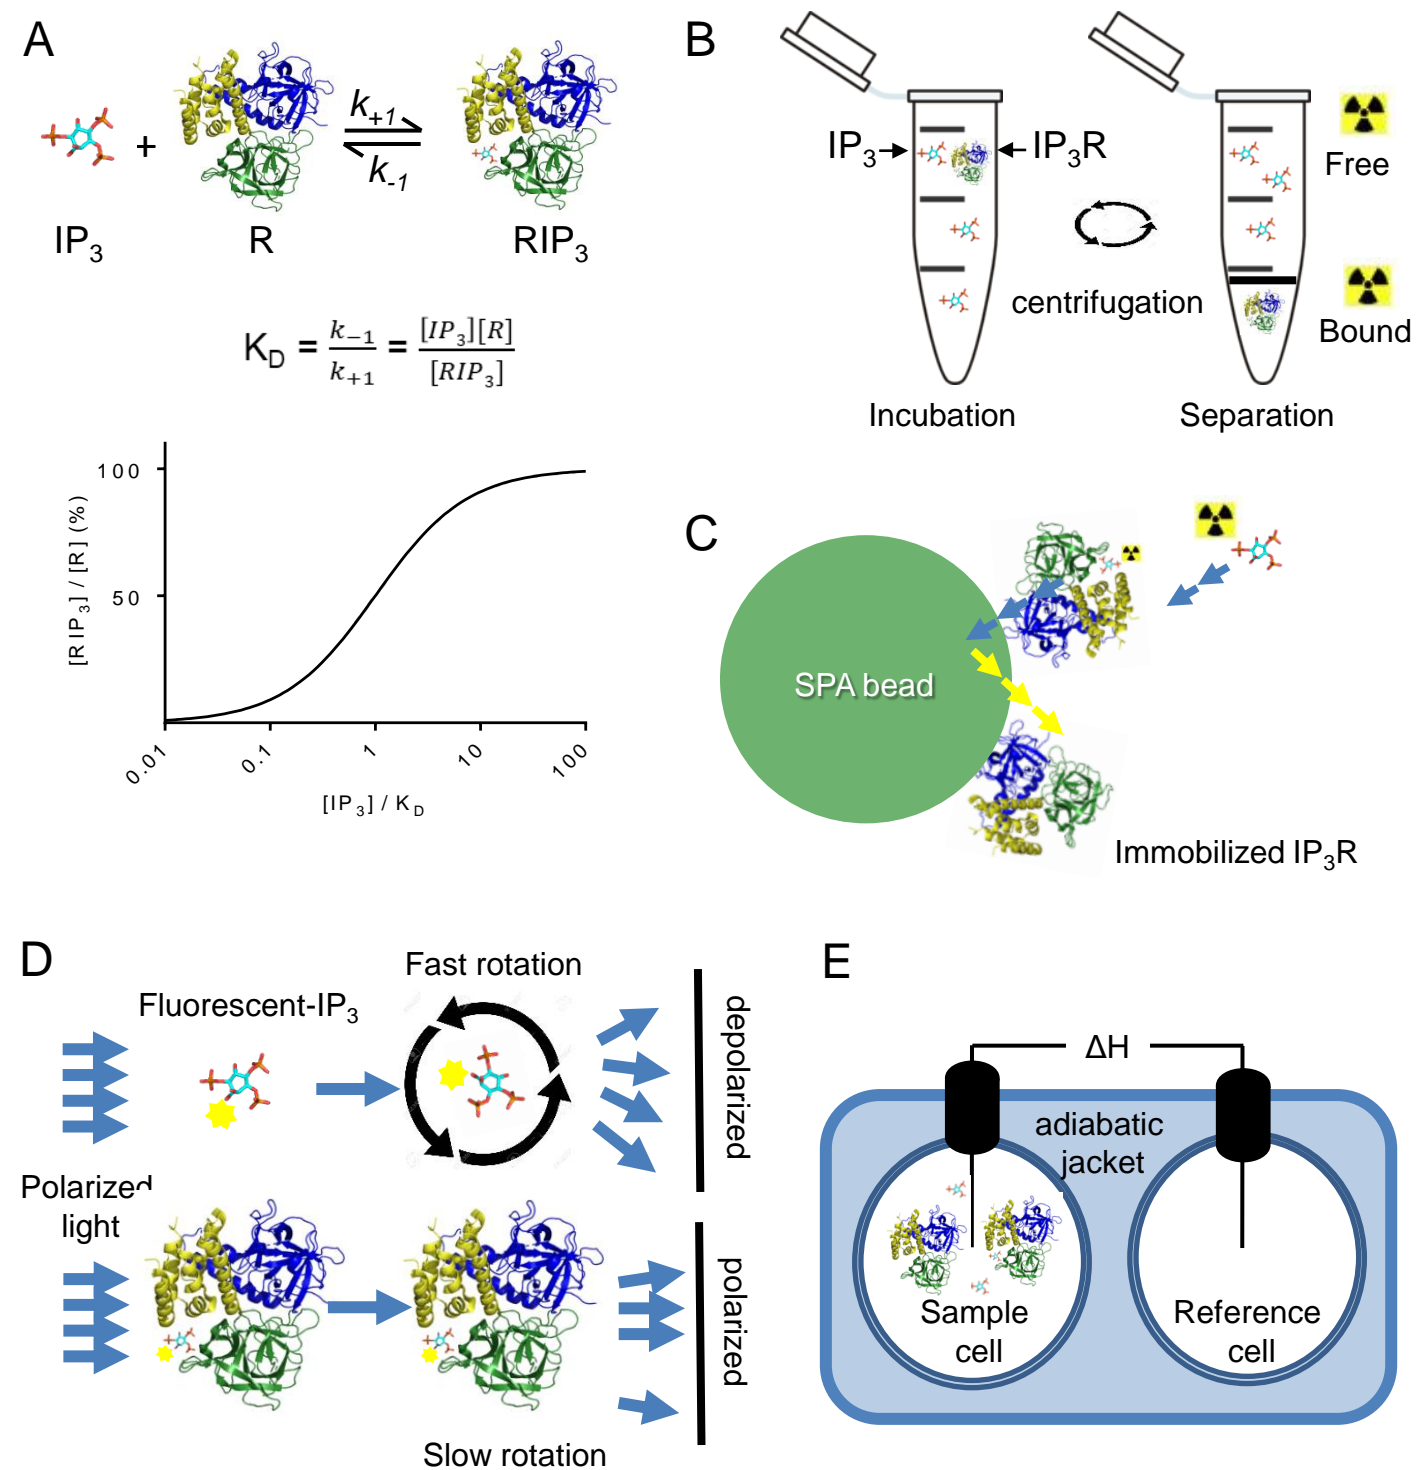 A
k+1
k-1
+
IP3
R
RIP3
KD = k−1 / k+1 = [IP3][R] / [RIP3]
100
50
[RIP3] / [R] (%)
0.01
0.1
1
10
100
[IP3] / KD
B
IP3
IP3R
Free
centrifugation
Bound
Incubation
Separation
C
SPA bead
Immobilized IP3R
D
Fast rotation
Fluorescent-IP3
depolarized
Polarized
light
polarized
Slow rotation
E
ΔH
adiabatic
jacket
Sample
cell
Reference
cell